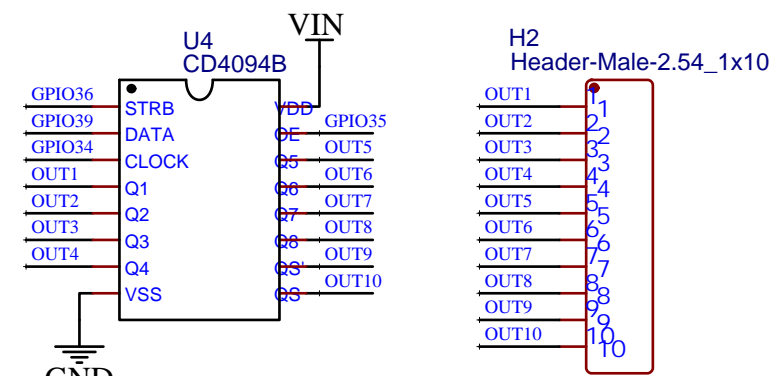 VIN
U4
CD4094B
GPIO36
STRB
VDD
GPIO39
DATA
OE
GPIO35
GPIO34
CLOCK
Q5
OUT5
OUT1
Q1
Q6
OUT6
OUT2
Q2
Q7
OUT7
OUT3
Q3
Q8
OUT8
OUT4
Q4
QS'
OUT9
VSS
QS
OUT10
GND
H2
Header-Male-2.54_1x10
OUT1 1 1
OUT2 2 2
OUT3 3 3
OUT4 4 4
OUT5 5 5
OUT6 6 6
OUT7 7 7
OUT8 8 8
OUT9 9 9
OUT10 10 10